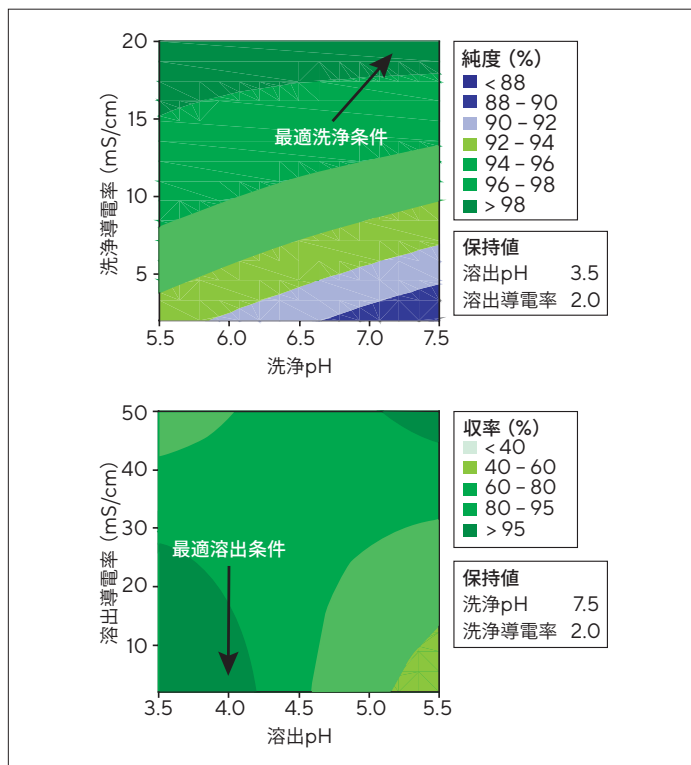 20
15
10
5
洗浄導電率 (mS/cm)
最適洗浄条件
5.5 6.0 6.5 7.0 7.5
洗浄pH
純度 (%)
< 88
88 – 90
90 – 92
92 – 94
94 – 96
96 – 98
> 98
保持値
溶出pH 3.5
溶出導電率 2.0
50
40
30
20
10
溶出導電率 (mS/cm)
最適溶出条件
3.5 4.0 4.5 5.0 5.5
溶出pH
収率 (%)
< 40
40 – 60
60 – 80
80 – 95
> 95
保持値
洗浄pH 7.5
洗浄導電率 2.0